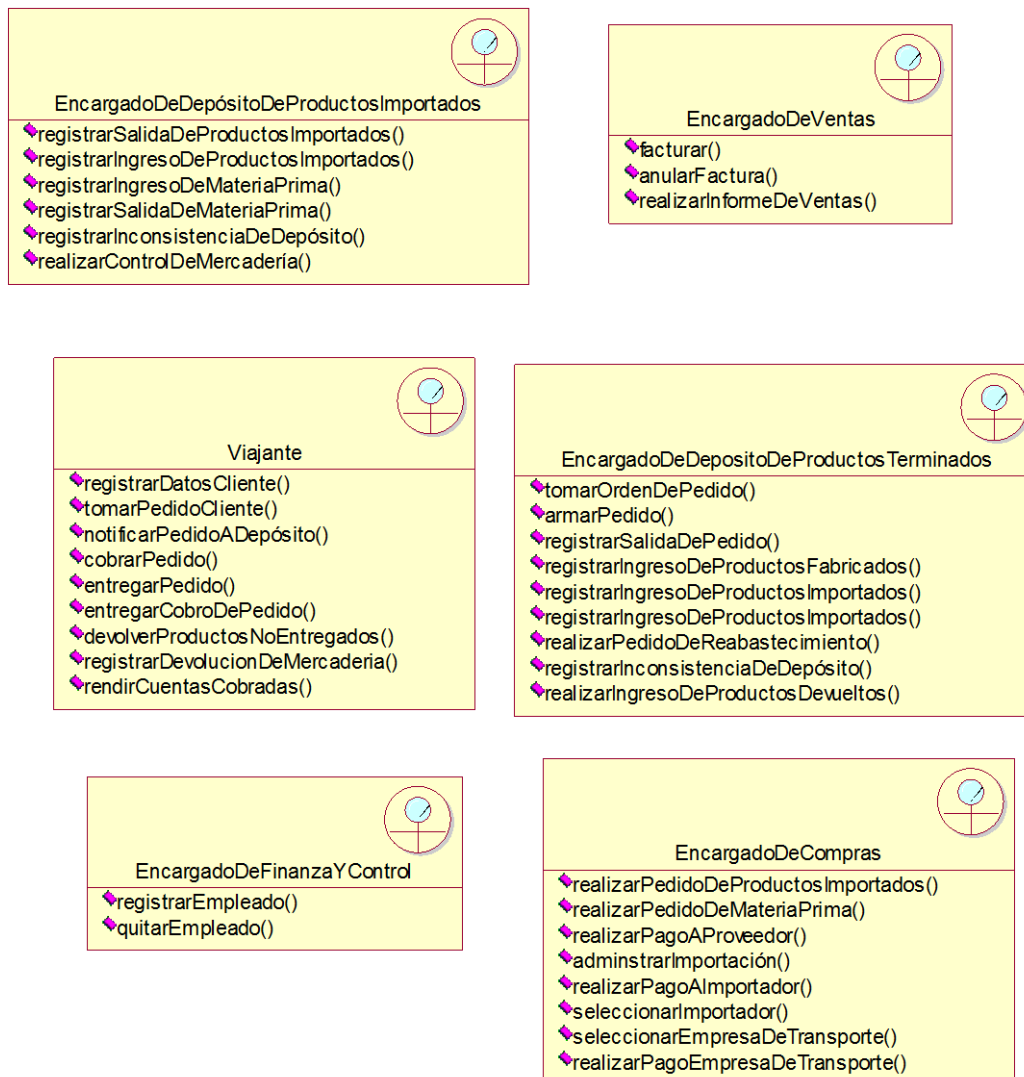 EncargadoDeDepósitoDeProductosImportados
registrarSalidaDeProductosImportados()
registrarIngresoDeProductosImportados()
registrarIngresoDeMateriaPrima()
registrarSalidaDeMateriaPrima()
registrarInconsistenciaDeDepósito()
realizarControlDeMercadería()
EncargadoDeVentas
facturar()
anularFactura()
realizarInformeDeVentas()
Viajante
registrarDatosCliente()
tomarPedidoCliente()
notificarPedidoADepósito()
cobrarPedido()
entregarPedido()
entregarCobroDePedido()
devolverProductosNoEntregados()
registrarDevolucionDeMercaderia()
rendirCuentasCobradas()
EncargadoDeDepositoDeProductosTerminados
tomarOrdenDePedido()
armarPedido()
registrarSalidaDePedido()
registrarIngresoDeProductosFabricados()
registrarIngresoDeProductosImportados()
registrarIngresoDeProductosImportados()
realizarPedidoDeReabastecimiento()
registrarInconsistenciaDeDepósito()
realizarIngresoDeProductosDevueltos()
EncargadoDeFinanzaYControl
registrarEmpleado()
quitarEmpleado()
EncargadoDeCompras
realizarPedidoDeProductosImportados()
realizarPedidoDeMateriaPrima()
realizarPagoAProveedor()
adminstrarImportación()
realizarPagoAImportador()
seleccionarImportador()
seleccionarEmpresaDeTransporte()
realizarPagoEmpresaDeTransporte()